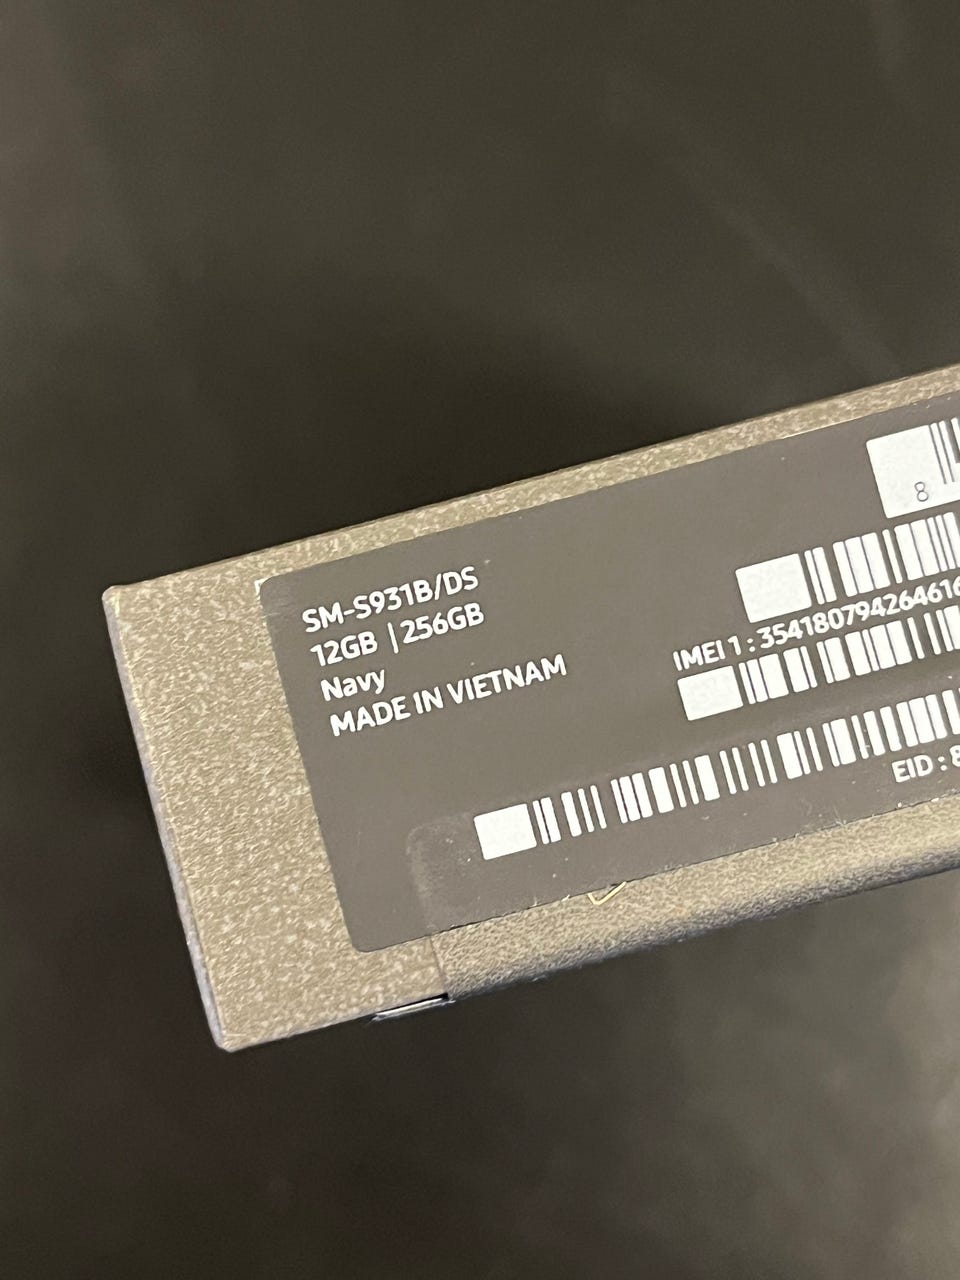 SM-S931B/DS
12GB | 256GB
Navy
MADE IN VIETNAM
8
IMEI 1 : 35418079426461
EID : 8